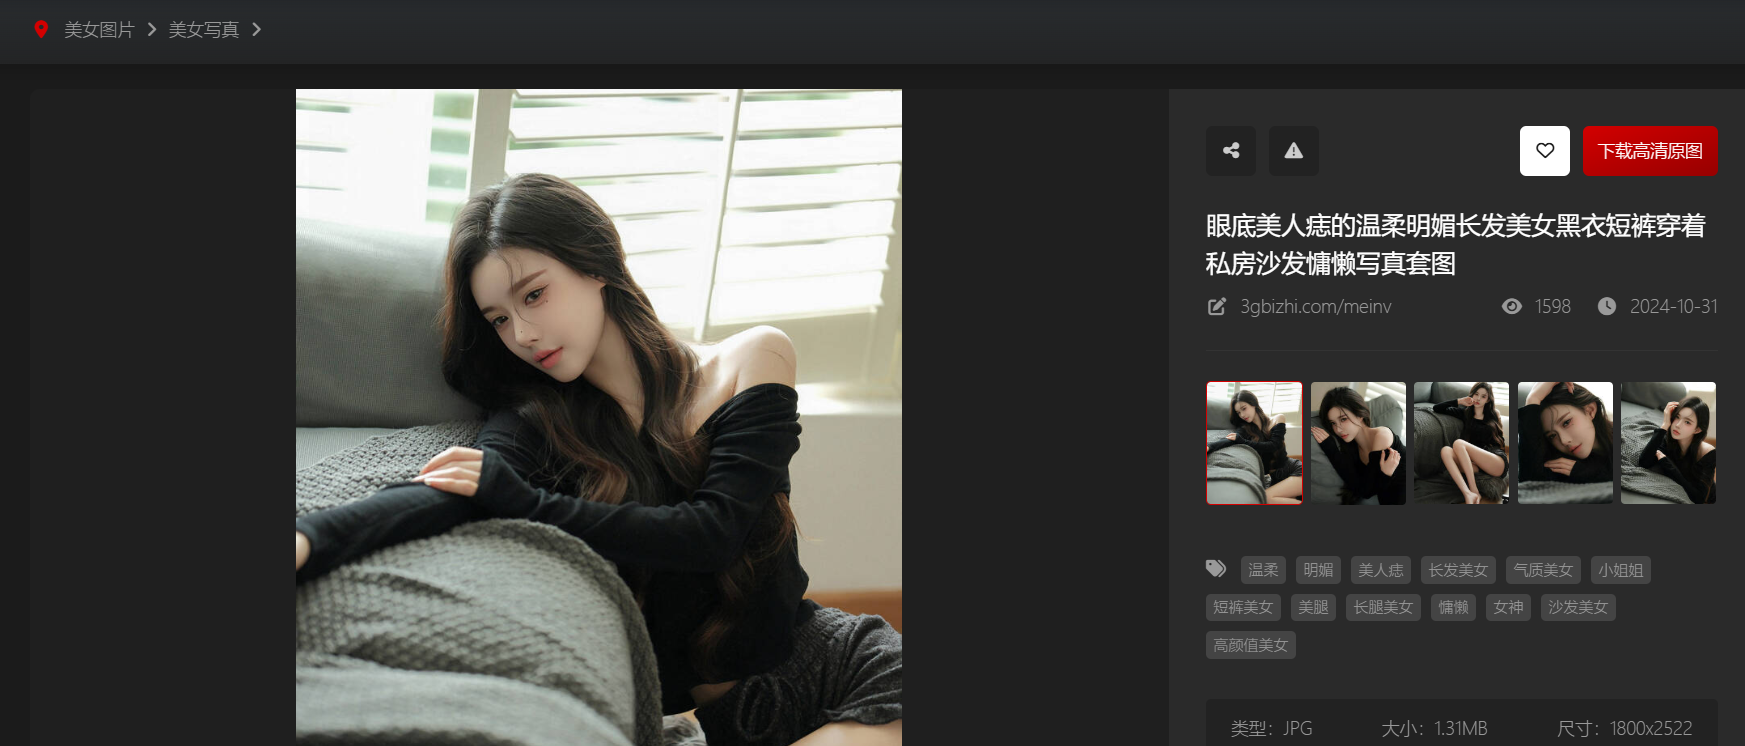 美女图片 > 美女写真 >
下载高清原图
眼底美人痣的温柔明媚长发美女黑衣短裤穿着
私房沙发慵懒写真套图
3gbizhi.com/meinv 1598 2024-10-31
温柔 明媚 美人痣 长发美女 气质美女 小姐姐
短裤美女 美腿 长腿美女 慵懒 女神 沙发美女
高颜值美女
类型：JPG 大小：1.31MB 尺寸：1800x2522